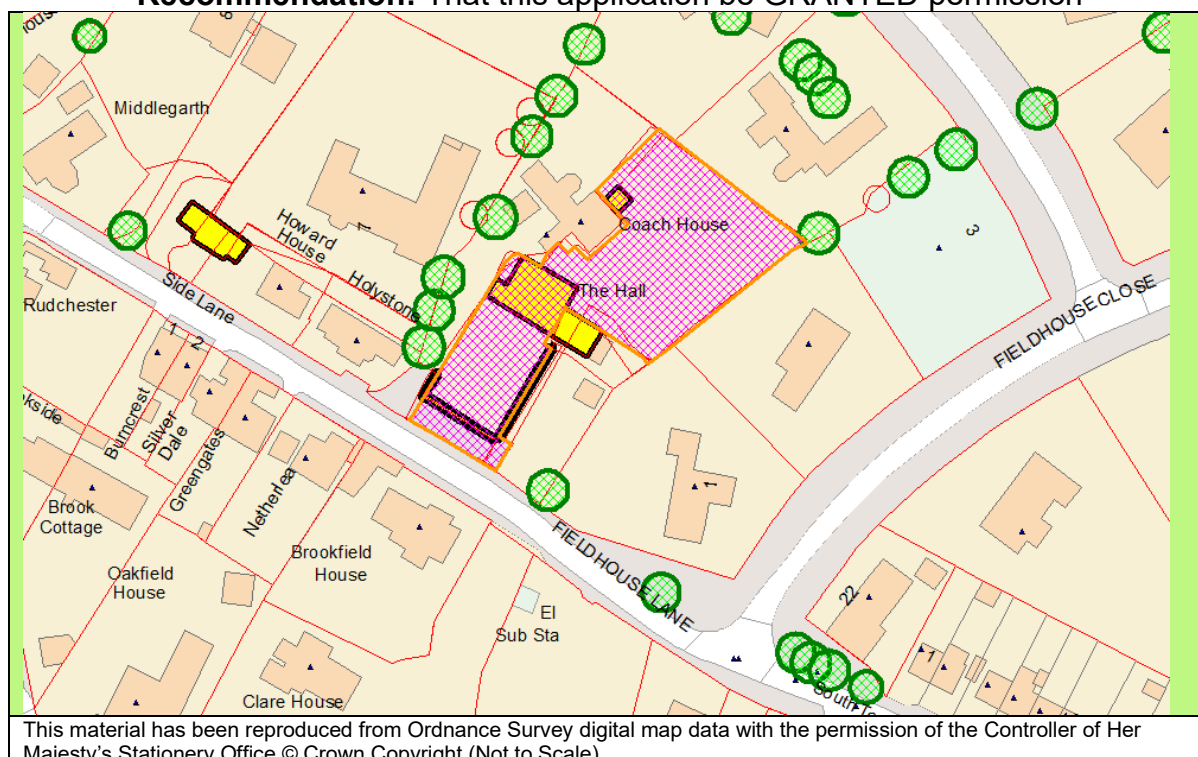 Recommendation: That this application be GRANTED permission
Middlegarth
Howard
House
7
Coach House
3
Holystone
The Hall
Side Lane
Rudchester
FIELDHOUSE CLOSE
1
2
Burncrest
Silver
Dale
Greengates
Netherlea
1
Brook
Cottage
Brookfield
House
FIELDHOUSE LANE
Oakfield
House
22
El
Sub Sta
1
Clare House
This material has been reproduced from Ordnance Survey digital map data with the permission of the Controller of Her
Majesty's Stationery Office © Crown Copyright (Not to Scale)